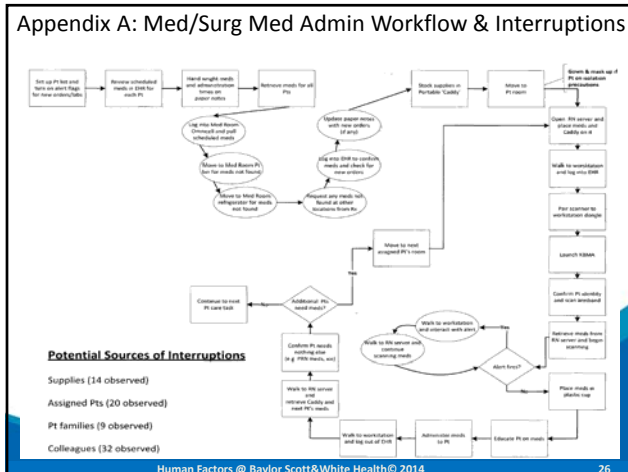 Appendix A: Med/Surg Med Admin Workflow & Interruptions
Set up Pt list and
turn on alert flags
for new orders/labs
Review scheduled
meds in EHR for
each Pt
Hand wright meds
and administration
times on
paper notes
Retrieve meds for all
Pts
Log into Med Room
Omnicell and pull
scheduled meds
Move to Med Room Pt
bin for meds not found
Move to Med Room
refrigerator for meds
not found
Request any meds not
found at other
locations from Rx
Log into EHR to confirm
meds and check for
new orders
Update paper notes
with new orders
(if any)
Stock supplies in
Portable 'Caddy'
Move to
Pt room
Gown & mask up if
Pt on isolation
precautions
Open RN server and
place meds and
Caddy on it
Walk to workstation
and log into EHR
Pair scanner to
workstation dongle
Launch
Confirm Pt identity
and scan armband
Retrieve meds from
RN server and begin
scanning
Alert fires?
Yes
Walk to workstation
and interact with alert
Walk to RN server and
continue
scanning meds
No
Place meds in
plastic cup
Educate Pt on meds
Administer meds
to Pt
Walk to workstation
and log out of EHR
Walk to RN server
and
retrieve Caddy and
next Pt's meds
Confirm Pt needs
nothing else
(e.g. PRN meds,
Additional Pts
need meds?
Yes
Move to next
assigned Pt's room
No
Continue to next
Pt care task
Potential Sources of Interruptions
Supplies (14 observed)
Assigned Pts (20 observed)
Pt families (9 observed)
Colleagues (32 observed)
Human Factors @ Baylor Scott&White Health© 2014
26